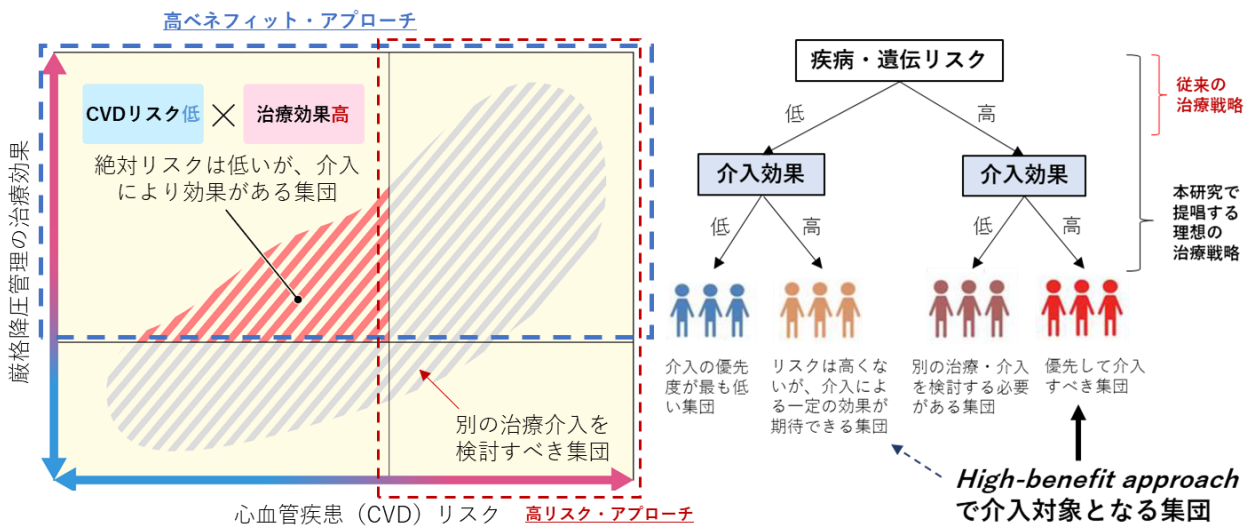 高ベネフィット・アプローチ
CVDリスク低
×
治療効果高
絶対リスクは低いが、介入
により効果がある集団
厳格降圧管理の治療効果
別の治療介入を
検討すべき集団
心血管疾患（CVD）リスク
高リスク・アプローチ
疾病・遺伝リスク
低
高
介入効果
介入効果
低
高
低
高
従来の
治療戦略
本研究で
提唱する
理想の
治療戦略
介入の優先
度が最も低
い集団
リスクは高くな
いが、介入によ
る一定の効果が
期待できる集団
別の治療・介入
を検討する必要
がある集団
優先して介入
すべき集団
High-benefit approach
で介入対象となる集団